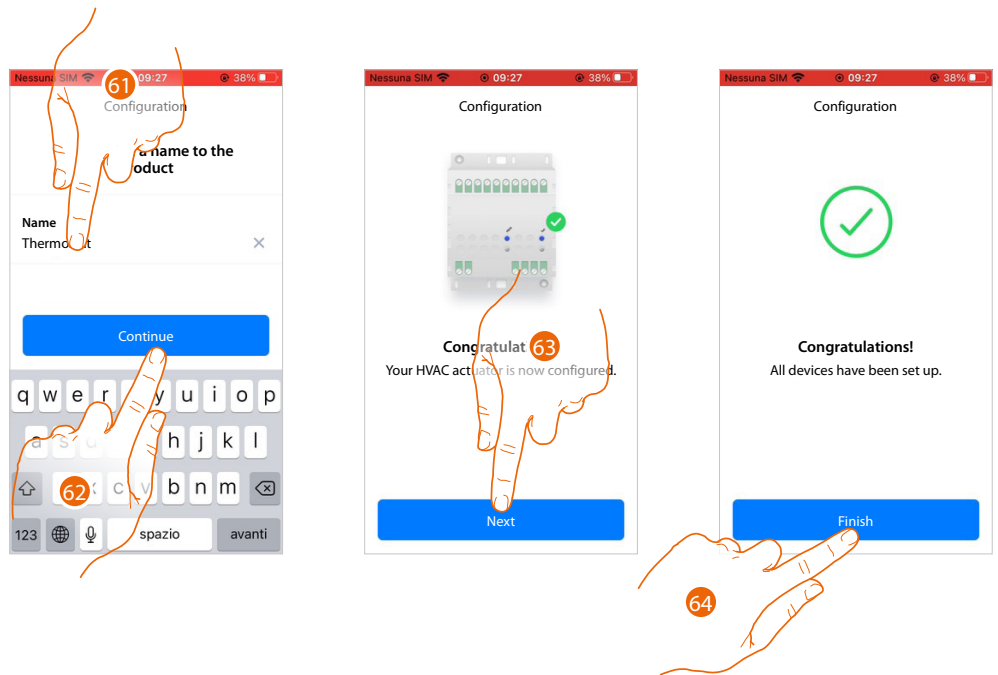 Nessuna SIM 09:27 38%
61
Configuration
a name to the
oduct
Name
Thermo t
Continue
q w e r y u i o p
a s d h j k l
62 x c v b n m
123 spazio avanti
Nessuna SIM 09:27 38%
Configuration
Congratulat 63
Your HVAC actuator is now configured.
Next
Nessuna SIM 09:27 38%
Configuration
Congratulations!
All devices have been set up.
Finish
64